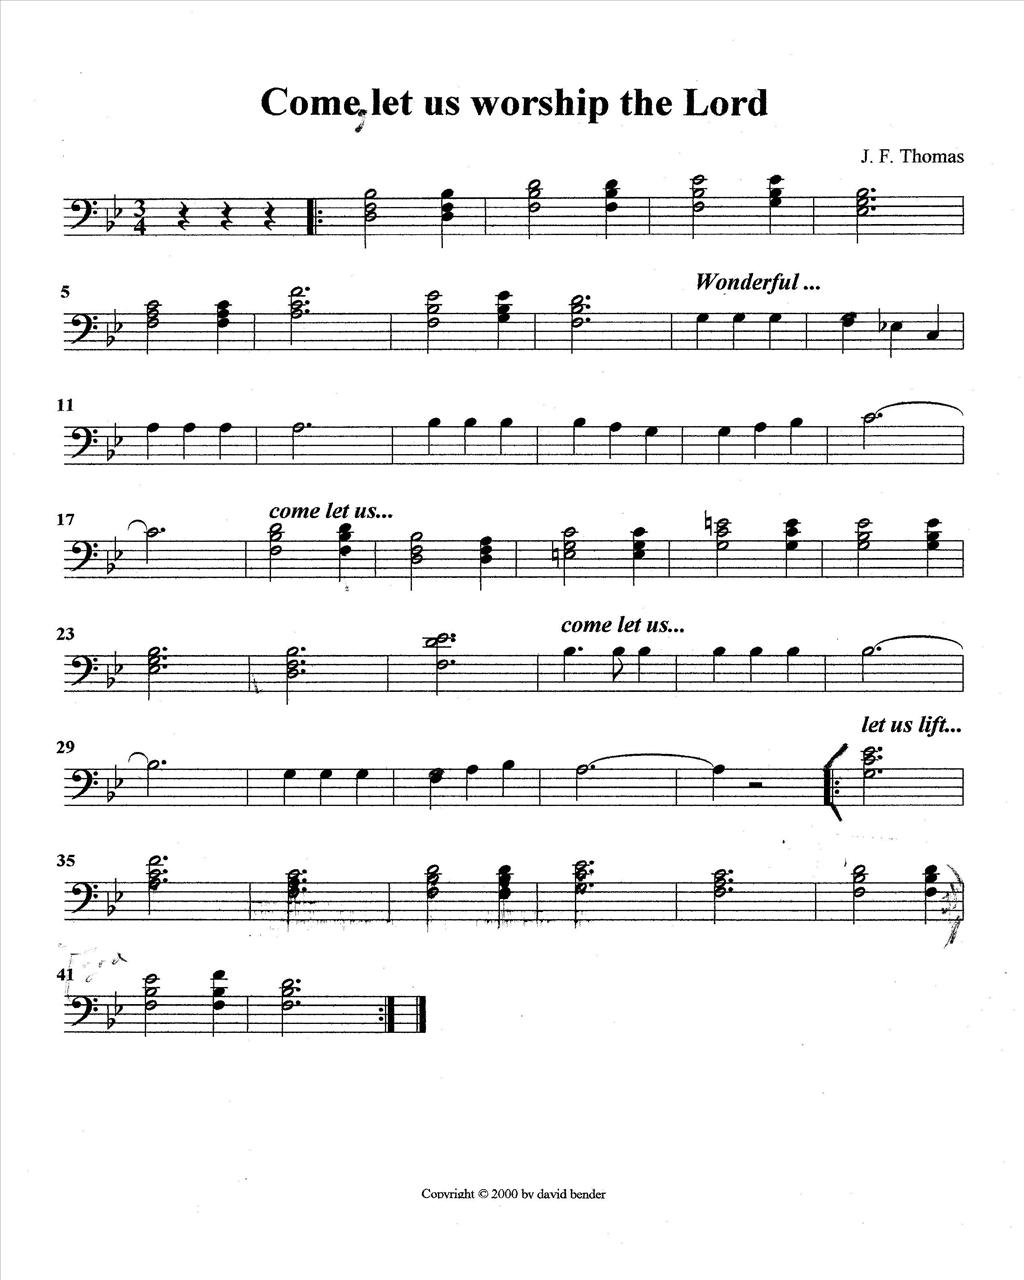 Come, let us worship the Lord
J. F. Thomas
3
4
5
Wonderful ...
11
17
come let us...
23
come let us...
let us lift...
29
35
41
Copyright © 2000 by david bender